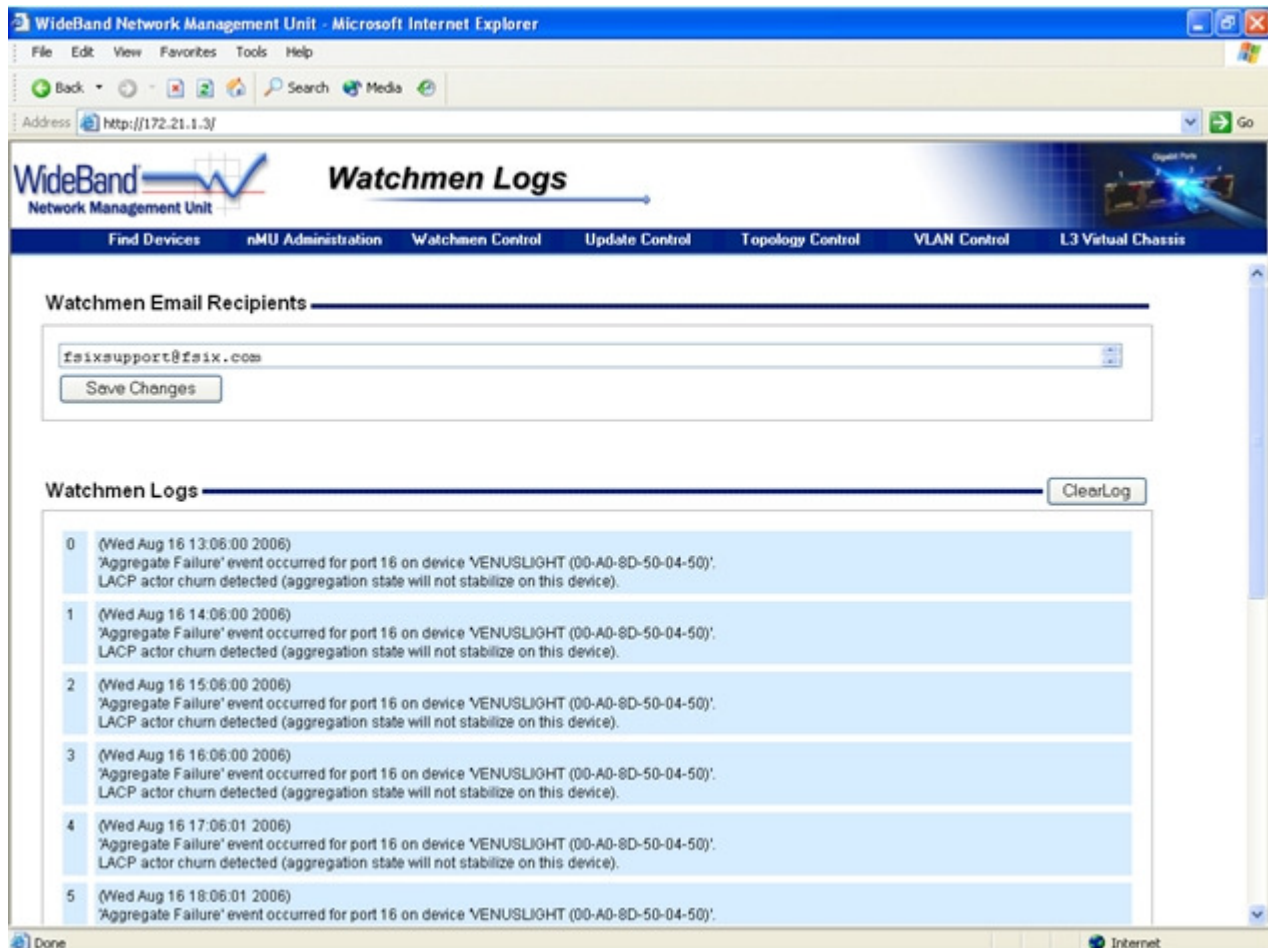 WideBand Network Management Unit - Microsoft Internet Explorer
File Edit View Favorites Tools Help
Back Search Media
Address http://172.21.1.3/ Go
WideBand
Network Management Unit
Watchmen Logs
Gigabit Ports
1 2 3 4
Find Devices nMU Administration Watchmen Control Update Control Topology Control VLAN Control L3 Virtual Chassis
Watchmen Email Recipients
fsixsupport@fsix.com
Save Changes
Watchmen Logs ClearLog
0 (Wed Aug 16 13:06:00 2006)
'Aggregate Failure' event occurred for port 16 on device 'VENUSLIGHT (00-A0-8D-50-04-50)'.
LACP actor churn detected (aggregation state will not stabilize on this device).
1 (Wed Aug 16 14:06:00 2006)
'Aggregate Failure' event occurred for port 16 on device 'VENUSLIGHT (00-A0-8D-50-04-50)'.
LACP actor churn detected (aggregation state will not stabilize on this device).
2 (Wed Aug 16 15:06:00 2006)
'Aggregate Failure' event occurred for port 16 on device 'VENUSLIGHT (00-A0-8D-50-04-50)'.
LACP actor churn detected (aggregation state will not stabilize on this device).
3 (Wed Aug 16 16:06:00 2006)
'Aggregate Failure' event occurred for port 16 on device 'VENUSLIGHT (00-A0-8D-50-04-50)'.
LACP actor churn detected (aggregation state will not stabilize on this device).
4 (Wed Aug 16 17:06:01 2006)
'Aggregate Failure' event occurred for port 16 on device 'VENUSLIGHT (00-A0-8D-50-04-50)'.
LACP actor churn detected (aggregation state will not stabilize on this device).
5 (Wed Aug 16 18:06:01 2006)
'Aggregate Failure' event occurred for port 16 on device 'VENUSLIGHT (00-A0-8D-50-04-50)'.
Done Internet